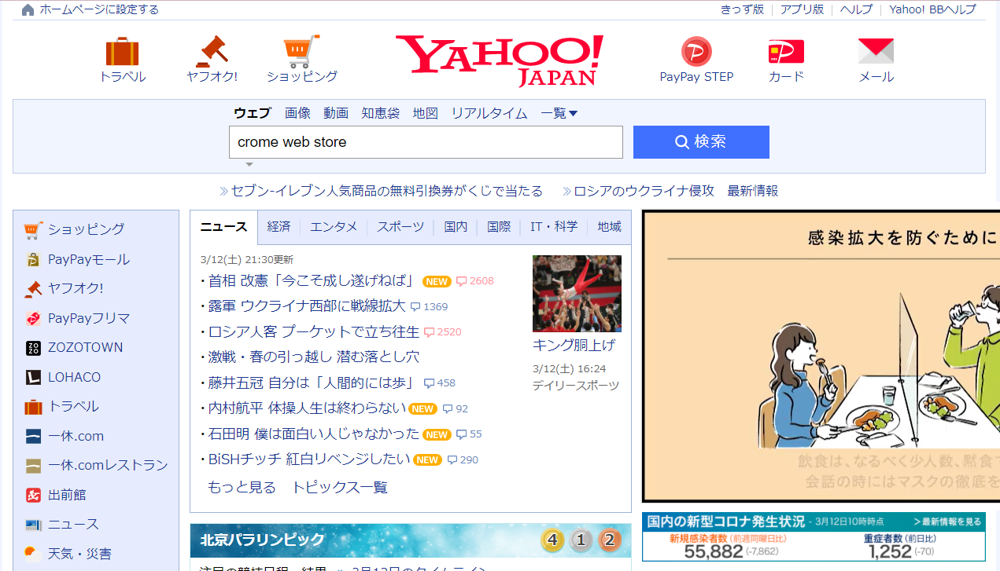 ホームページに設定する
きっず版 アプリ版 ヘルプ Yahoo! BBヘルプ
YAHOO!
JAPAN
トラベル ヤフオク! ショッピング PayPay STEP カード メール
ウェブ 画像 動画 知恵袋 地図 リアルタイム 一覧▼
crome web store
検索
セブン-イレブン人気商品の無料引換券がくじで当たる ロシアのウクライナ侵攻 最新情報
ショッピング
PayPayモール
ヤフオク!
PayPayフリマ
ZOZOTOWN
LOHACO
トラベル
一休.com
一休.comレストラン
出前館
ニュース
天気・災害
ニュース 経済 エンタメ スポーツ 国内 国際 IT・科学 地域
3/12(土) 21:30更新
・首相 改憲「今こそ成し遂げねば」 NEW 2608
・露軍 ウクライナ西部に戦線拡大 1369
・ロシア人客 プーケットで立ち往生 2520
・激戦・春の引っ越し 潜む落とし穴
・藤井五冠 自分は「人間的には歩」 458
・内村航平 体操人生は終わらない NEW 92
・石田明 僕は面白い人じゃなかった NEW 55
・BiSHチッチ 紅白リベンジしたい NEW 290
もっと見る トピックス一覧
キング胴上げ
3/12(土) 16:24
デイリースポーツ
北京パラリンピック 4 1 2
注目の競技日程、結果 3月12日のタイムライン
感染拡大を防ぐために
飲食は、なるべく少人数、黙食で
会話の時にはマスクの徹底を
国内の新型コロナ発生状況 - 3月12日10時時点 >最新情報を見る
新規感染者数(前週同曜日比) 重症者数(前日比)
55,882(-7,862) 1,252(-70)